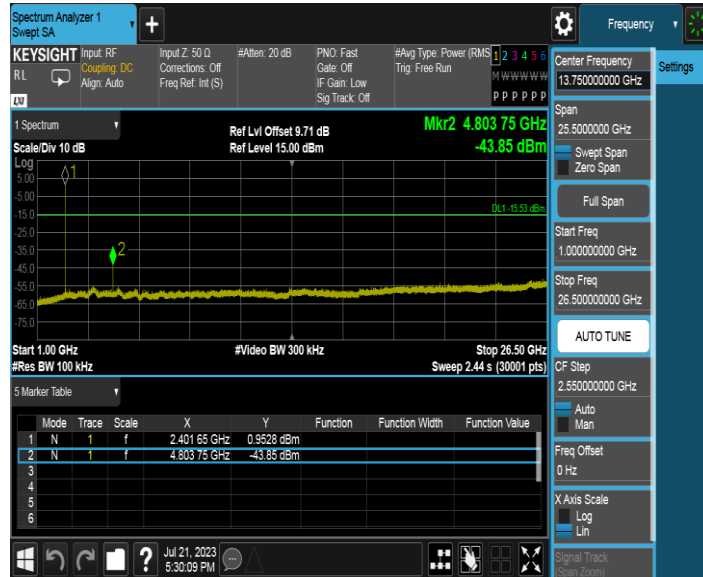 Spectrum Analyzer 1
Swept SA
+
Frequency
KEYSIGHT
RL
LXI
Input: RF
Coupling: DC
Align: Auto
Input Z: 50 Ω
Corrections: Off
Freq Ref: Int (S)
#Atten: 20 dB
PNO: Fast
Gate: Off
IF Gain: Low
Sig Track: Off
#Avg Type: Power (RMS
Trig: Free Run
1 2 3 4 5 6
M W W W W W
P P P P P P
1 Spectrum
Scale/Div 10 dB
Ref Lvl Offset 9.71 dB
Ref Level 15.00 dBm
Mkr2 4.803 75 GHz
-43.85 dBm
Log
5.00
-5.00
-15.0
-25.0
-35.0
-45.0
-55.0
-65.0
-75.0
1
2
DL1 -15.53 dBm
Start 1.00 GHz
#Res BW 100 kHz
#Video BW 300 kHz
Stop 26.50 GHz
Sweep 2.44 s (30001 pts)
5 Marker Table
Mode Trace Scale X Y Function Function Width Function Value
1 N 1 f 2.401 65 GHz 0.9528 dBm
2 N 1 f 4.803 75 GHz -43.85 dBm
3
4
5
6
?
Jul 21, 2023
5:30:09 PM
Center Frequency
13.750000000 GHz
Settings
Span
25.5000000 GHz
Swept Span
Zero Span
Full Span
Start Freq
1.000000000 GHz
Stop Freq
26.500000000 GHz
AUTO TUNE
CF Step
2.550000000 GHz
Auto
Man
Freq Offset
0 Hz
X Axis Scale
Log
Lin
Signal Track
(Span Zoom)